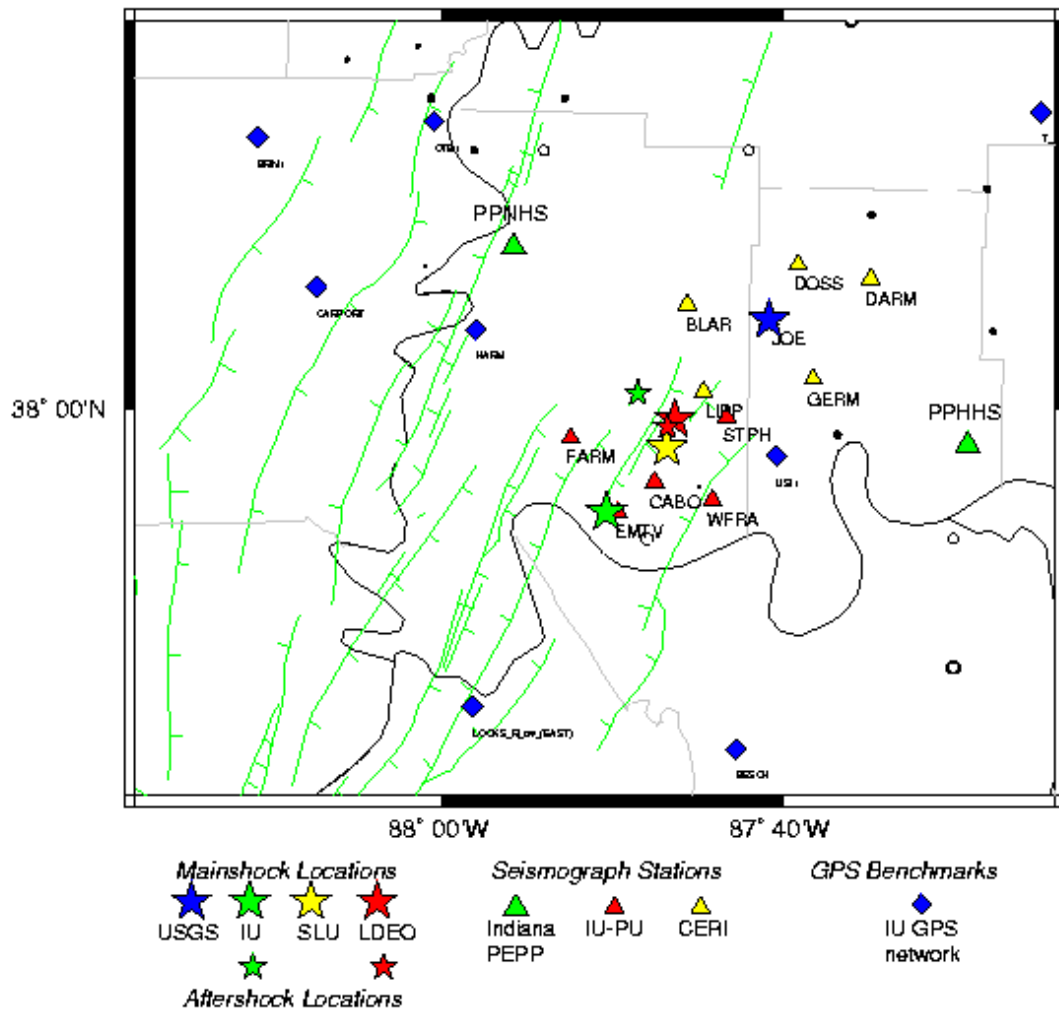 PPNHS
CARPORT
HARM
DOSS
DARM
BLAR
JOE
38° 00'N
LIPP
GERM
PPHHS
STPH
FARM
CABO
WFRA
EMTV
LOCKS_R_ow_(EAST)
88° 00'W
87° 40'W
Mainshock Locations
Seismograph Stations
GPS Benchmarks
USGS
IU
SLU
LDEO
Indiana
PEPP
IU-PU
CERI
IU GPS
network
Aftershock Locations